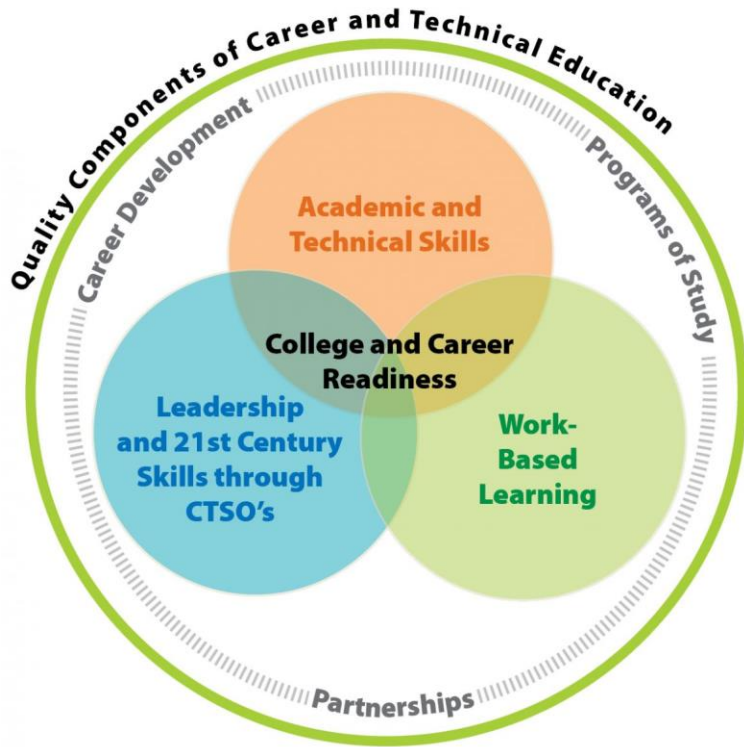 Quality Components of Career and Technical Education
Career Development
Programs of Study
Academic and
Technical Skills
College and Career
Readiness
Leadership
and 21st Century
Skills through
CTSO's
Work-
Based
Learning
Partnerships